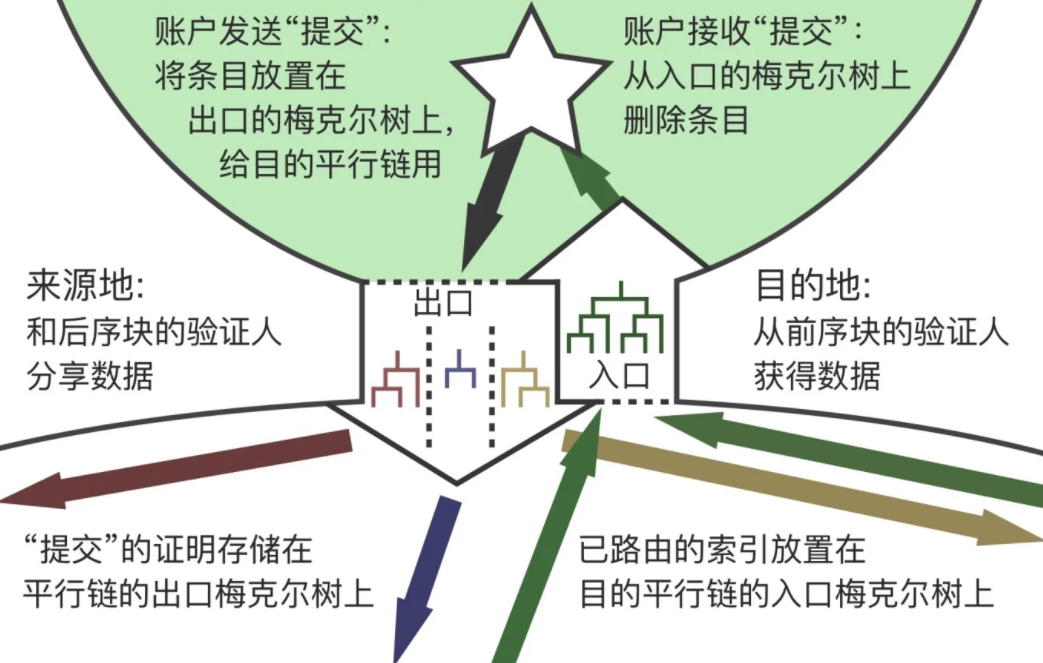 账户发送“提交”：
将条目放置在
出口的梅克尔树上，
给目的平行链用
账户接收“提交”：
从入口的梅克尔树上
删除条目
来源地:
和后序块的验证人
分享数据
出口
入口
目的地:
从前序块的验证人
获得数据
“提交”的证明存储在
平行链的出口梅克尔树上
已路由的索引放置在
目的平行链的入口梅克尔树上